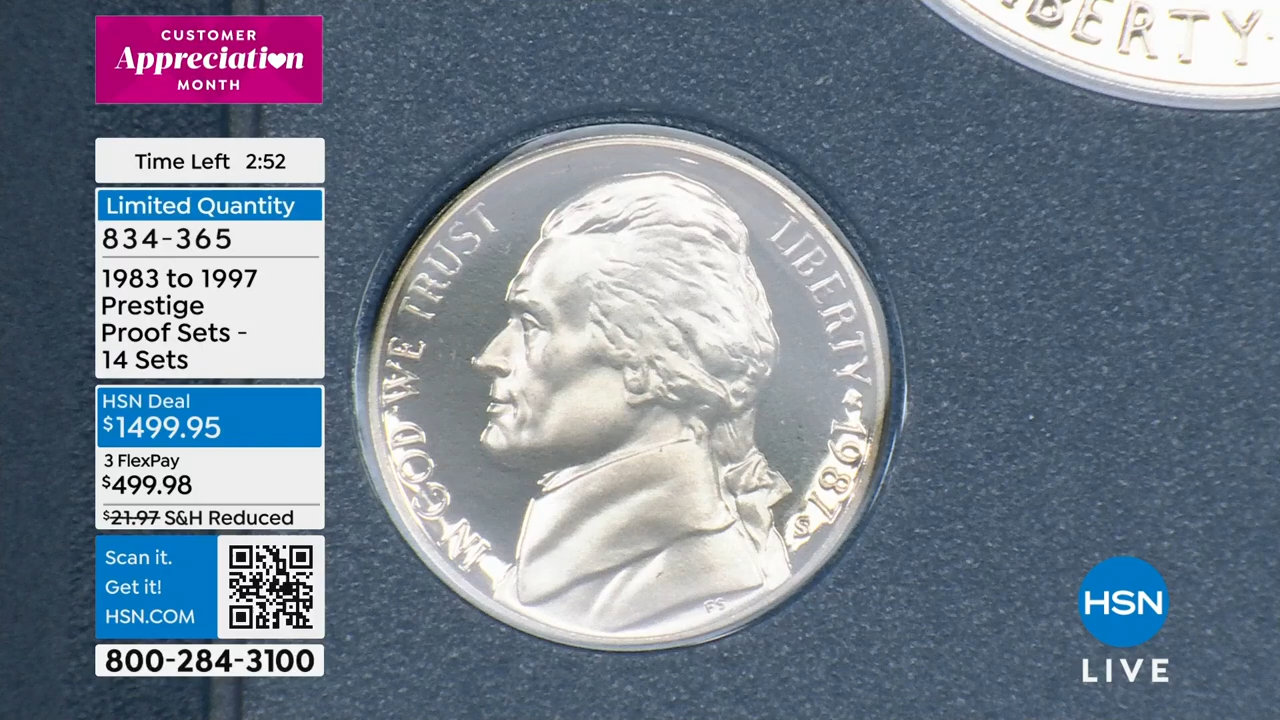 CUSTOMER
Appreciation
MONTH
Time Left 2:52
Limited Quantity
834-365
1983 to 1997
Prestige
Proof Sets -
14 Sets
HSN Deal
$1499.95
3 FlexPay
$499.98
$21.97 S&H Reduced
Scan it.
Get it!
HSN.COM
800-284-3100
IN GOD WE TRUST
LIBERTY ★ 1987
S
FS
LIBERTY
HSN
LIVE